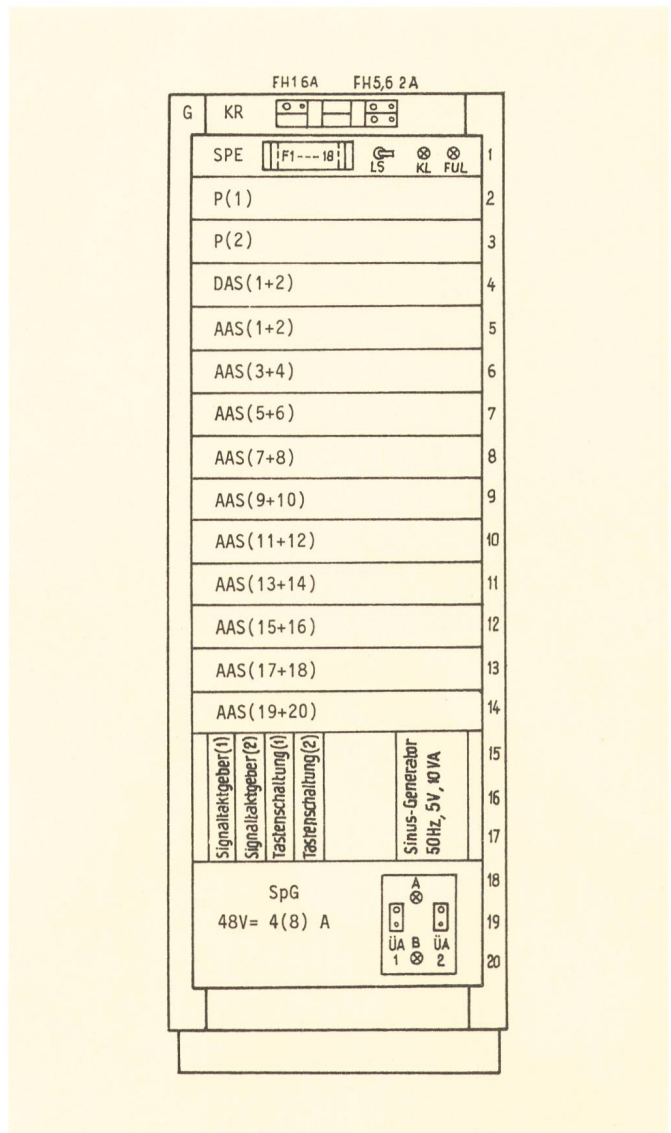 FH1 6A FH5,6 2A
G KR
SPE F1---18 LS KL FUL 1
P(1) 2
P(2) 3
DAS(1+2) 4
AAS(1+2) 5
AAS(3+4) 6
AAS(5+6) 7
AAS(7+8) 8
AAS(9+10) 9
AAS(11+12) 10
AAS(13+14) 11
AAS(15+16) 12
AAS(17+18) 13
AAS(19+20) 14
Signaltaktgeber(1)
Signaltaktgeber(2)
Tastenschaltung(1)
Tastenschaltung(2)
Sinus-Generator
50Hz, 5V, 10VA
15
16
17
SpG
48V= 4(8) A
A
ÜA B ÜA
1 2
18
19
20